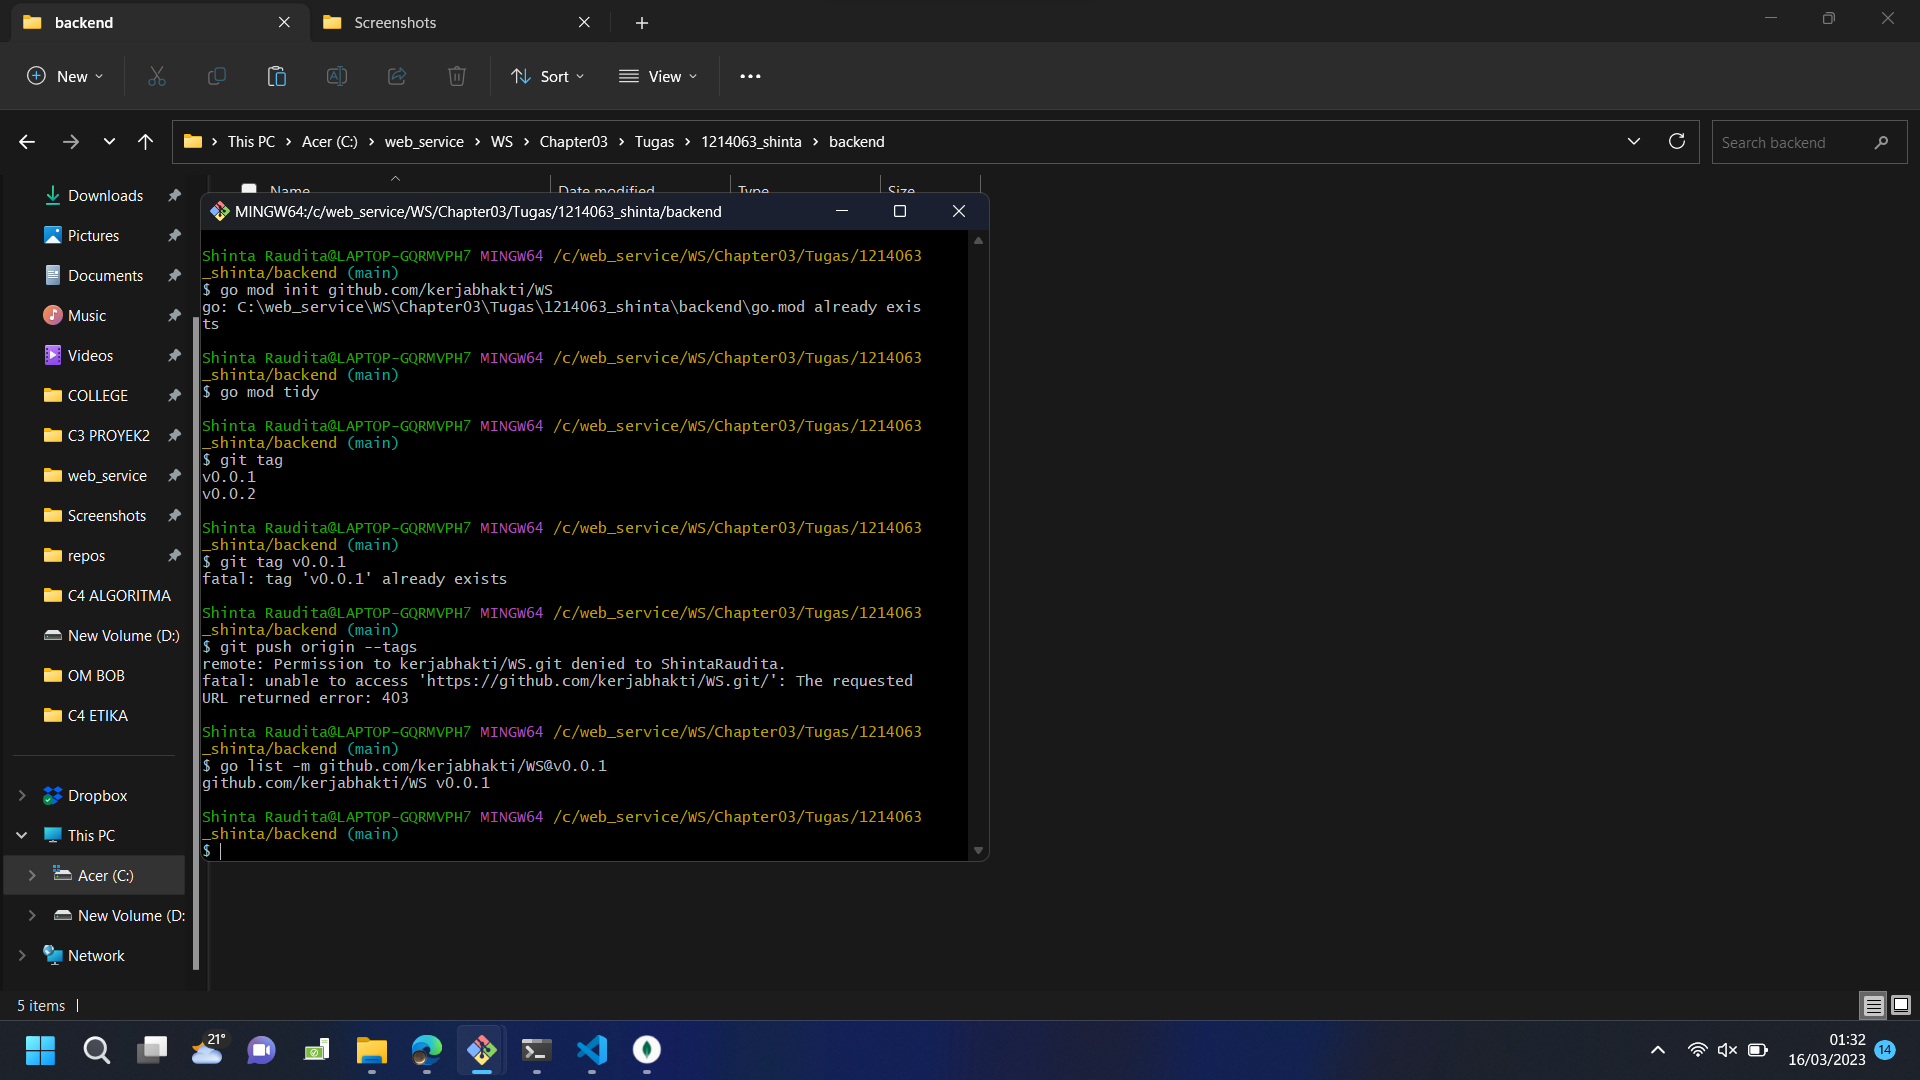 backend
Screenshots
New
Sort
View
This PC
Acer (C:)
web_service
WS
Chapter03
Tugas
1214063_shinta
backend
Search backend
Name
Date modified
Type
Size
Downloads
Pictures
Documents
Music
Videos
COLLEGE
C3 PROYEK2
web_service
Screenshots
repos
C4 ALGORITMA
New Volume (D:)
OM BOB
C4 ETIKA
Dropbox
This PC
Acer (C:)
New Volume (D:
Network
MINGW64:/c/web_service/WS/Chapter03/Tugas/1214063_shinta/backend
Shinta Raudita@LAPTOP-GQRMVPH7 MINGW64 /c/web_service/WS/Chapter03/Tugas/1214063
_shinta/backend (main)
$ go mod init github.com/kerjabhakti/WS
go: C:\web_service\WS\Chapter03\Tugas\1214063_shinta\backend\go.mod already exis
ts
Shinta Raudita@LAPTOP-GQRMVPH7 MINGW64 /c/web_service/WS/Chapter03/Tugas/1214063
_shinta/backend (main)
$ go mod tidy
Shinta Raudita@LAPTOP-GQRMVPH7 MINGW64 /c/web_service/WS/Chapter03/Tugas/1214063
_shinta/backend (main)
$ git tag
v0.0.1
v0.0.2
Shinta Raudita@LAPTOP-GQRMVPH7 MINGW64 /c/web_service/WS/Chapter03/Tugas/1214063
_shinta/backend (main)
$ git tag v0.0.1
fatal: tag 'v0.0.1' already exists
Shinta Raudita@LAPTOP-GQRMVPH7 MINGW64 /c/web_service/WS/Chapter03/Tugas/1214063
_shinta/backend (main)
$ git push origin --tags
remote: Permission to kerjabhakti/WS.git denied to ShintaRaudita.
fatal: unable to access 'https://github.com/kerjabhakti/WS.git/': The requested
URL returned error: 403
Shinta Raudita@LAPTOP-GQRMVPH7 MINGW64 /c/web_service/WS/Chapter03/Tugas/1214063
_shinta/backend (main)
$ go list -m github.com/kerjabhakti/WS@v0.0.1
github.com/kerjabhakti/WS v0.0.1
Shinta Raudita@LAPTOP-GQRMVPH7 MINGW64 /c/web_service/WS/Chapter03/Tugas/1214063
_shinta/backend (main)
$
5 items
21°
01:32
16/03/2023
14